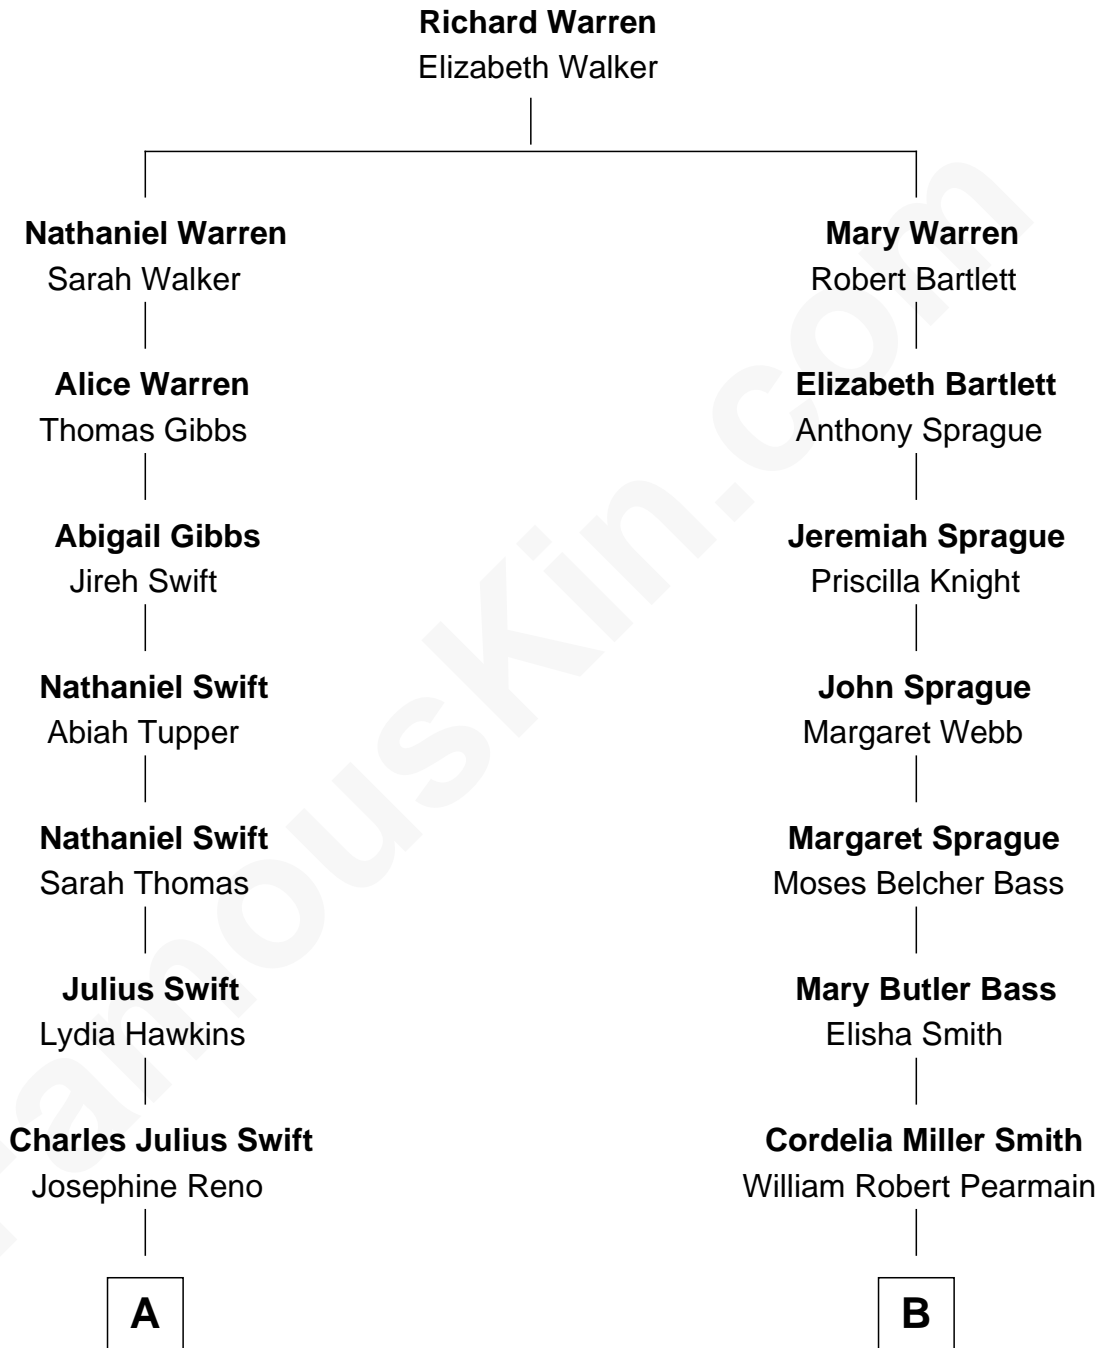 Richard Warren
Elizabeth Walker
Nathaniel Warren
Sarah Walker
Alice Warren
Thomas Gibbs
Abigail Gibbs
Jireh Swift
Nathaniel Swift
Abiah Tupper
Nathaniel Swift
Sarah Thomas
Julius Swift
Lydia Hawkins
Charles Julius Swift
Josephine Reno
A
Mary Warren
Robert Bartlett
Elizabeth Bartlett
Anthony Sprague
Jeremiah Sprague
Priscilla Knight
John Sprague
Margaret Webb
Margaret Sprague
Moses Belcher Bass
Mary Butler Bass
Elisha Smith
Cordelia Miller Smith
William Robert Pearmain
B
FamousKin.com